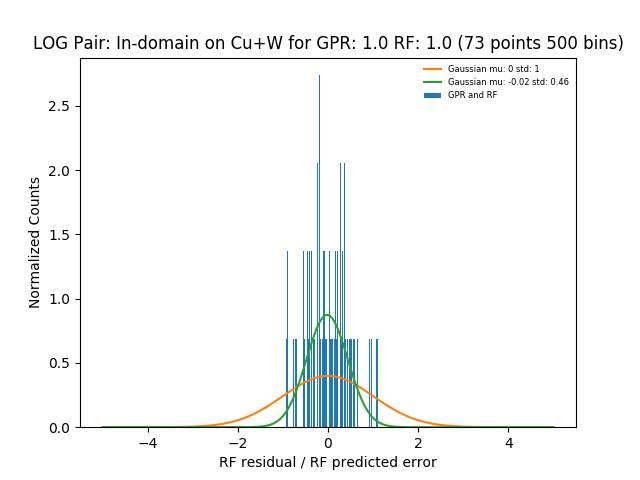 LOG Pair: In-domain on Cu+W for GPR: 1.0 RF: 1.0 (73 points 500 bins)
Gaussian mu: 0 std: 1
Gaussian mu: -0.02 std: 0.46
GPR and RF
Normalized Counts
2.5
2.0
1.5
1.0
0.5
0.0
−4 −2 0 2 4
RF residual / RF predicted error